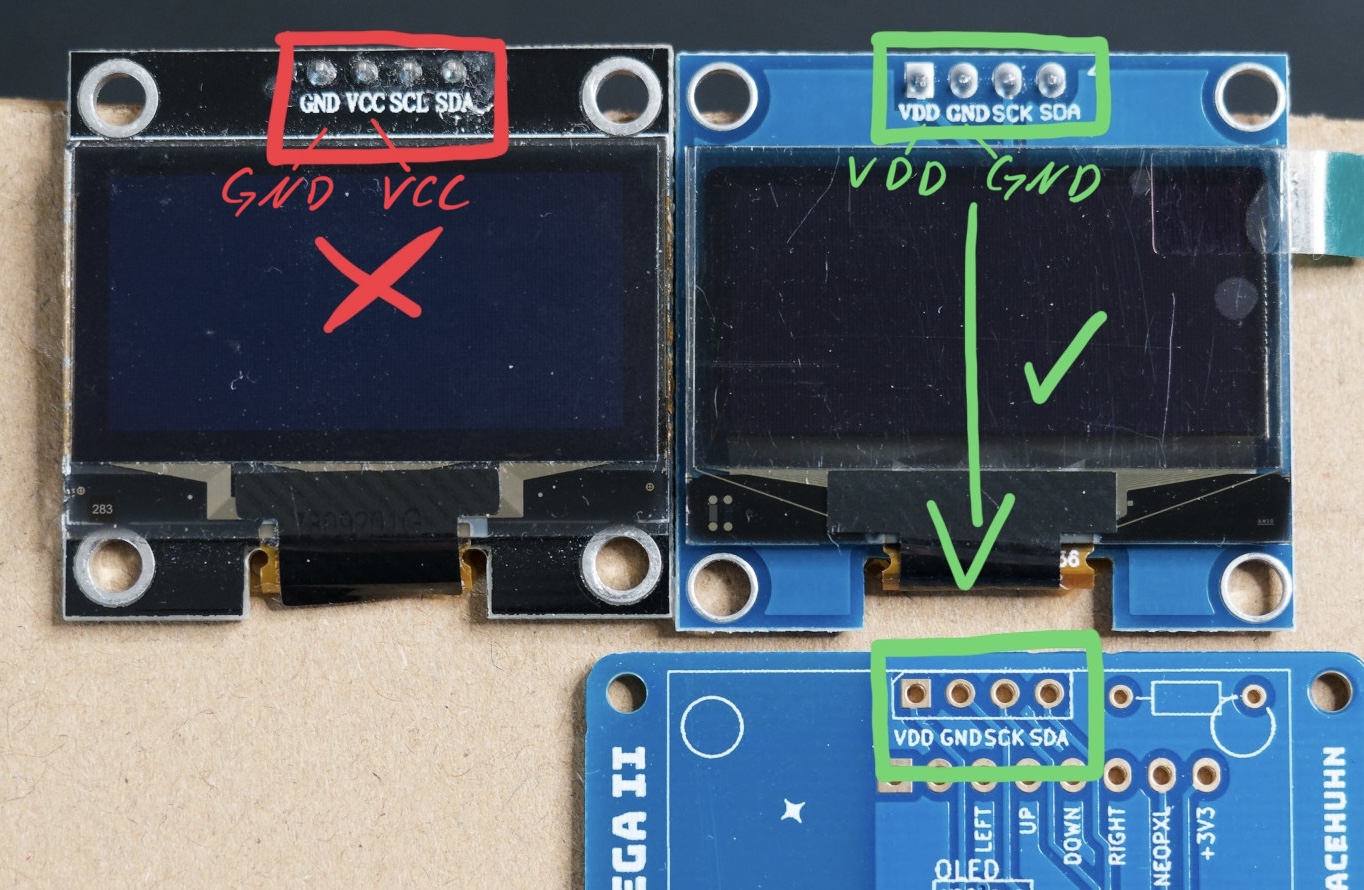 GND VCC SCL SDA
VDD GND SCK SDA
GND VCC
VDD GND
283
VDD GND SCK SDA
EGA II
LEFT
UP
DOWN
RIGHT
NEOPXL
+3V3
OLED
ACEHUHN